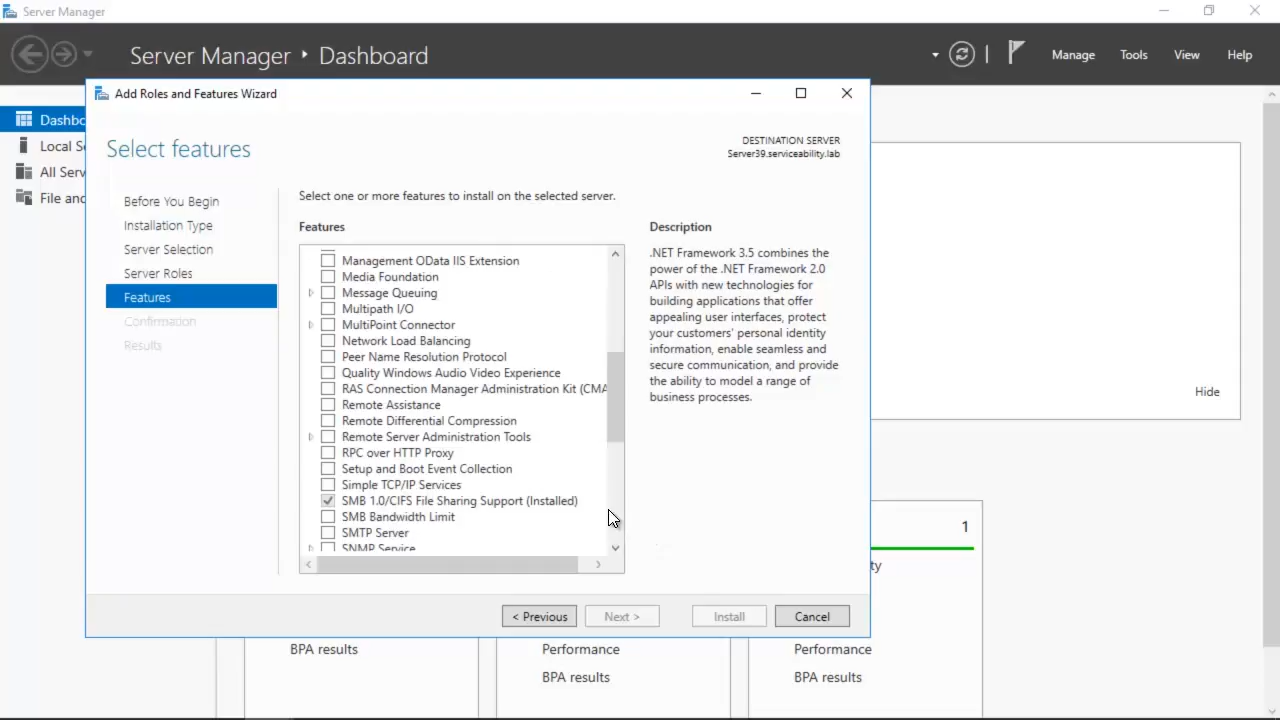 Server Manager
Server Manager ‣ Dashboard
Manage
Tools
View
Help
Dashbc
Local S
All Serv
File and
Add Roles and Features Wizard
Select features
DESTINATION SERVER
Server39.serviceability.lab
Before You Begin
Installation Type
Server Selection
Server Roles
Features
Confirmation
Results
Select one or more features to install on the selected server.
Features
Management OData IIS Extension
Media Foundation
Message Queuing
Multipath I/O
MultiPoint Connector
Network Load Balancing
Peer Name Resolution Protocol
Quality Windows Audio Video Experience
RAS Connection Manager Administration Kit (CMA
Remote Assistance
Remote Differential Compression
Remote Server Administration Tools
RPC over HTTP Proxy
Setup and Boot Event Collection
Simple TCP/IP Services
SMB 1.0/CIFS File Sharing Support (Installed)
SMB Bandwidth Limit
SMTP Server
SNMP Service
Description
.NET Framework 3.5 combines the
power of the .NET Framework 2.0
APIs with new technologies for
building applications that offer
appealing user interfaces, protect
your customers' personal identity
information, enable seamless and
secure communication, and provide
the ability to model a range of
business processes.
< Previous
Next >
Install
Cancel
Hide
1
ty
BPA results
Performance
BPA results
Performance
BPA results